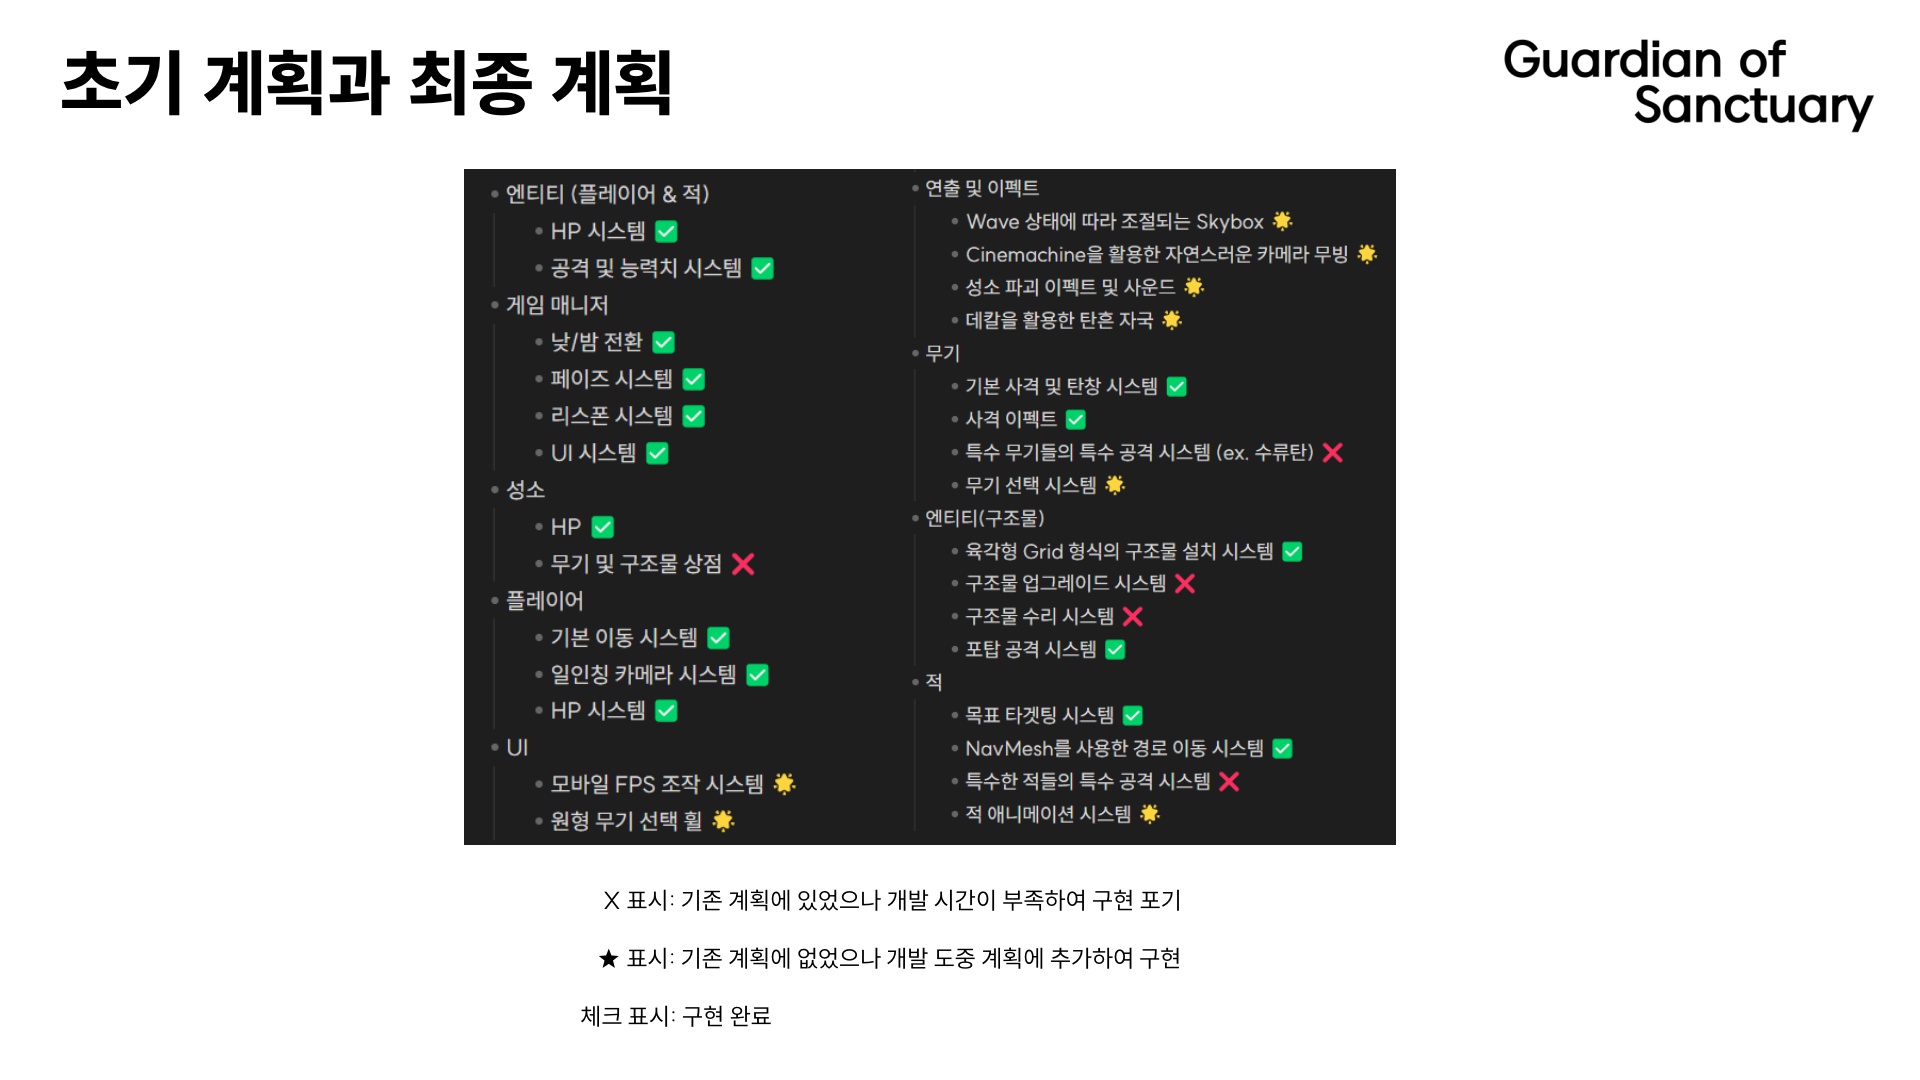 초기 계획과 최종 계획
Guardian of
Sanctuary
• 엔티티 (플레이어 & 적)
• HP 시스템 ✅
• 공격 및 능력치 시스템 ✅
• 게임 매니저
• 낮/밤 전환 ✅
• 페이즈 시스템 ✅
• 리스폰 시스템 ✅
• UI 시스템 ✅
• 성소
• HP ✅
• 무기 및 구조물 상점 ❌
• 플레이어
• 기본 이동 시스템 ✅
• 일인칭 카메라 시스템 ✅
• HP 시스템 ✅
• UI
• 모바일 FPS 조작 시스템 🌟
• 원형 무기 선택 휠 🌟
• 연출 및 이펙트
• Wave 상태에 따라 조절되는 Skybox 🌟
• Cinemachine을 활용한 자연스러운 카메라 무빙 🌟
• 성소 파괴 이펙트 및 사운드 🌟
• 데칼을 활용한 탄흔 자국 🌟
• 무기
• 기본 사격 및 탄창 시스템 ✅
• 사격 이펙트 ✅
• 특수 무기들의 특수 공격 시스템 (ex. 수류탄) ❌
• 무기 선택 시스템 🌟
• 엔티티(구조물)
• 육각형 Grid 형식의 구조물 설치 시스템 ✅
• 구조물 업그레이드 시스템 ❌
• 구조물 수리 시스템 ❌
• 포탑 공격 시스템 ✅
• 적
• 목표 타겟팅 시스템 ✅
• NavMesh를 사용한 경로 이동 시스템 ✅
• 특수한 적들의 특수 공격 시스템 ❌
• 적 애니메이션 시스템 🌟
X 표시: 기존 계획에 있었으나 개발 시간이 부족하여 구현 포기
★ 표시: 기존 계획에 없었으나 개발 도중 계획에 추가하여 구현
체크 표시: 구현 완료